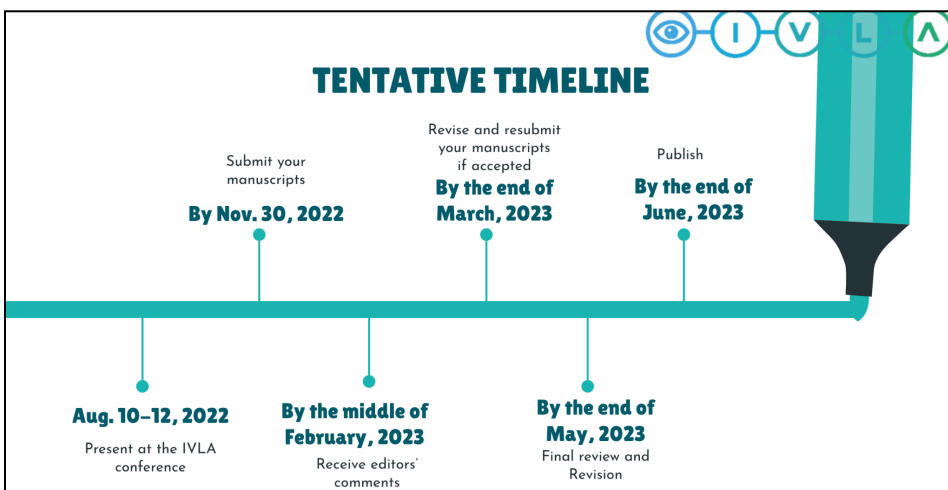 I V L Λ
TENTATIVE TIMELINE
Submit your
manuscripts
By Nov. 30, 2022
Revise and resubmit
your manuscripts
if accepted
By the end of
March, 2023
Publish
By the end of
June, 2023
Aug. 10-12, 2022
Present at the IVLA
conference
By the middle of
February, 2023
Receive editors'
comments
By the end of
May, 2023
Final review and
Revision